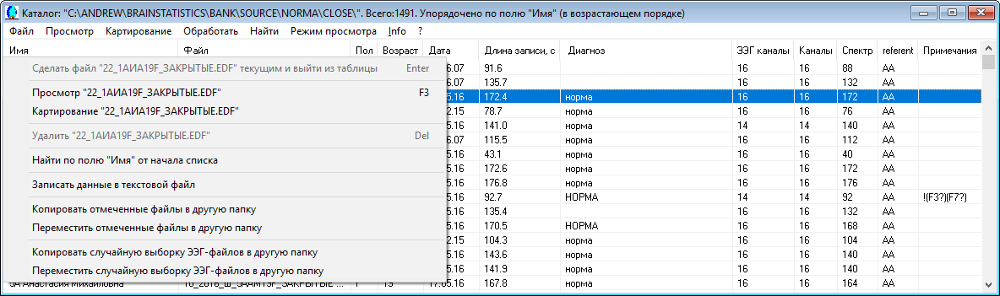 Каталог: "C:\ANDREW\BRAINSTATISTICS\BANK\SOURCE\NORMA\CLOSE\". Всего:1491. Упорядочено по полю "Имя" (в возрастающем порядке)
Файл Просмотр Картирование Обработать Найти Режим просмотра Info ?
Имя Файл Пол Возраст Дата Длина записи, с Диагноз ЭЭГ каналы Каналы Спектр referent Примечания
Сделать файл "22_1АИА19F_ЗАКРЫТЫЕ.EDF" текущим и выйти из таблицы Enter
Просмотр "22_1АИА19F_ЗАКРЫТЫЕ.EDF" F3
Картирование "22_1АИА19F_ЗАКРЫТЫЕ.EDF"
Удалить "22_1АИА19F_ЗАКРЫТЫЕ.EDF" Del
Найти по полю "Имя" от начала списка
Записать данные в текстовой файл
Копировать отмеченные файлы в другую папку
Переместить отмеченные файлы в другую папку
Копировать случайную выборку ЭЭГ-файлов в другую папку
Переместить случайную выборку ЭЭГ-файлов в другую папку
6.07 91.6 16 16 88 AA
6.07 135.7 16 16 132 AA
5.16 172.4 норма 16 16 172 AA
2.15 78.7 норма 16 16 76 AA
5.16 141.0 норма 14 14 140 AA
6.07 115.5 норма 16 16 112 AA
5.16 43.1 норма 16 16 40 AA
5.16 172.6 норма 16 16 172 AA
5.16 176.8 норма 16 16 176 AA
5.16 92.7 НОРМА 14 14 92 AA !(F3?)(F7?)
5.16 135.4 16 16 132 AA
5.16 170.5 НОРМА 16 16 168 AA
2.15 104.3 норма 16 16 104 AA
5.16 143.6 норма 16 16 140 AA
5.16 141.9 норма 16 16 140 AA
Анастасия Михайловна 17.05.16 167.8 норма 16 16 164 AA